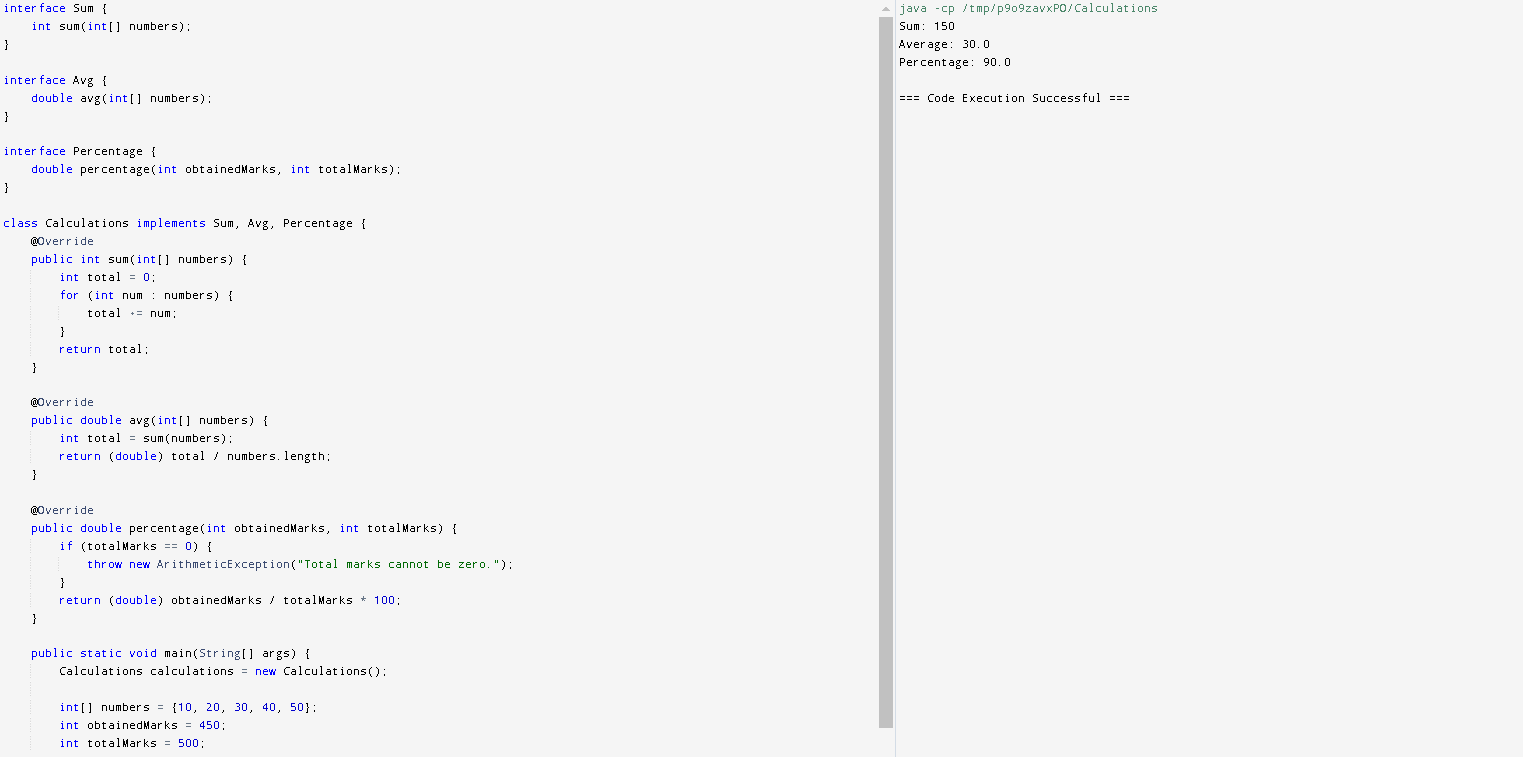 interface Sum {
    int sum(int[] numbers);
}

interface Avg {
    double avg(int[] numbers);
}

interface Percentage {
    double percentage(int obtainedMarks, int totalMarks);
}

class Calculations implements Sum, Avg, Percentage {
    @Override
    public int sum(int[] numbers) {
        int total = 0;
        for (int num : numbers) {
            total += num;
        }
        return total;
    }

    @Override
    public double avg(int[] numbers) {
        int total = sum(numbers);
        return (double) total / numbers.length;
    }

    @Override
    public double percentage(int obtainedMarks, int totalMarks) {
        if (totalMarks == 0) {
            throw new ArithmeticException("Total marks cannot be zero.");
        }
        return (double) obtainedMarks / totalMarks * 100;
    }

    public static void main(String[] args) {
        Calculations calculations = new Calculations();

        int[] numbers = {10, 20, 30, 40, 50};
        int obtainedMarks = 450;
        int totalMarks = 500;
java -cp /tmp/p9o9zavxPO/Calculations
Sum: 150
Average: 30.0
Percentage: 90.0

=== Code Execution Successful ===